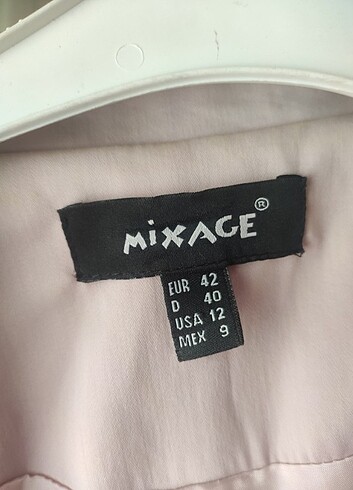 MiXAGE®
EUR 42
D 40
USA 12
MEX 9